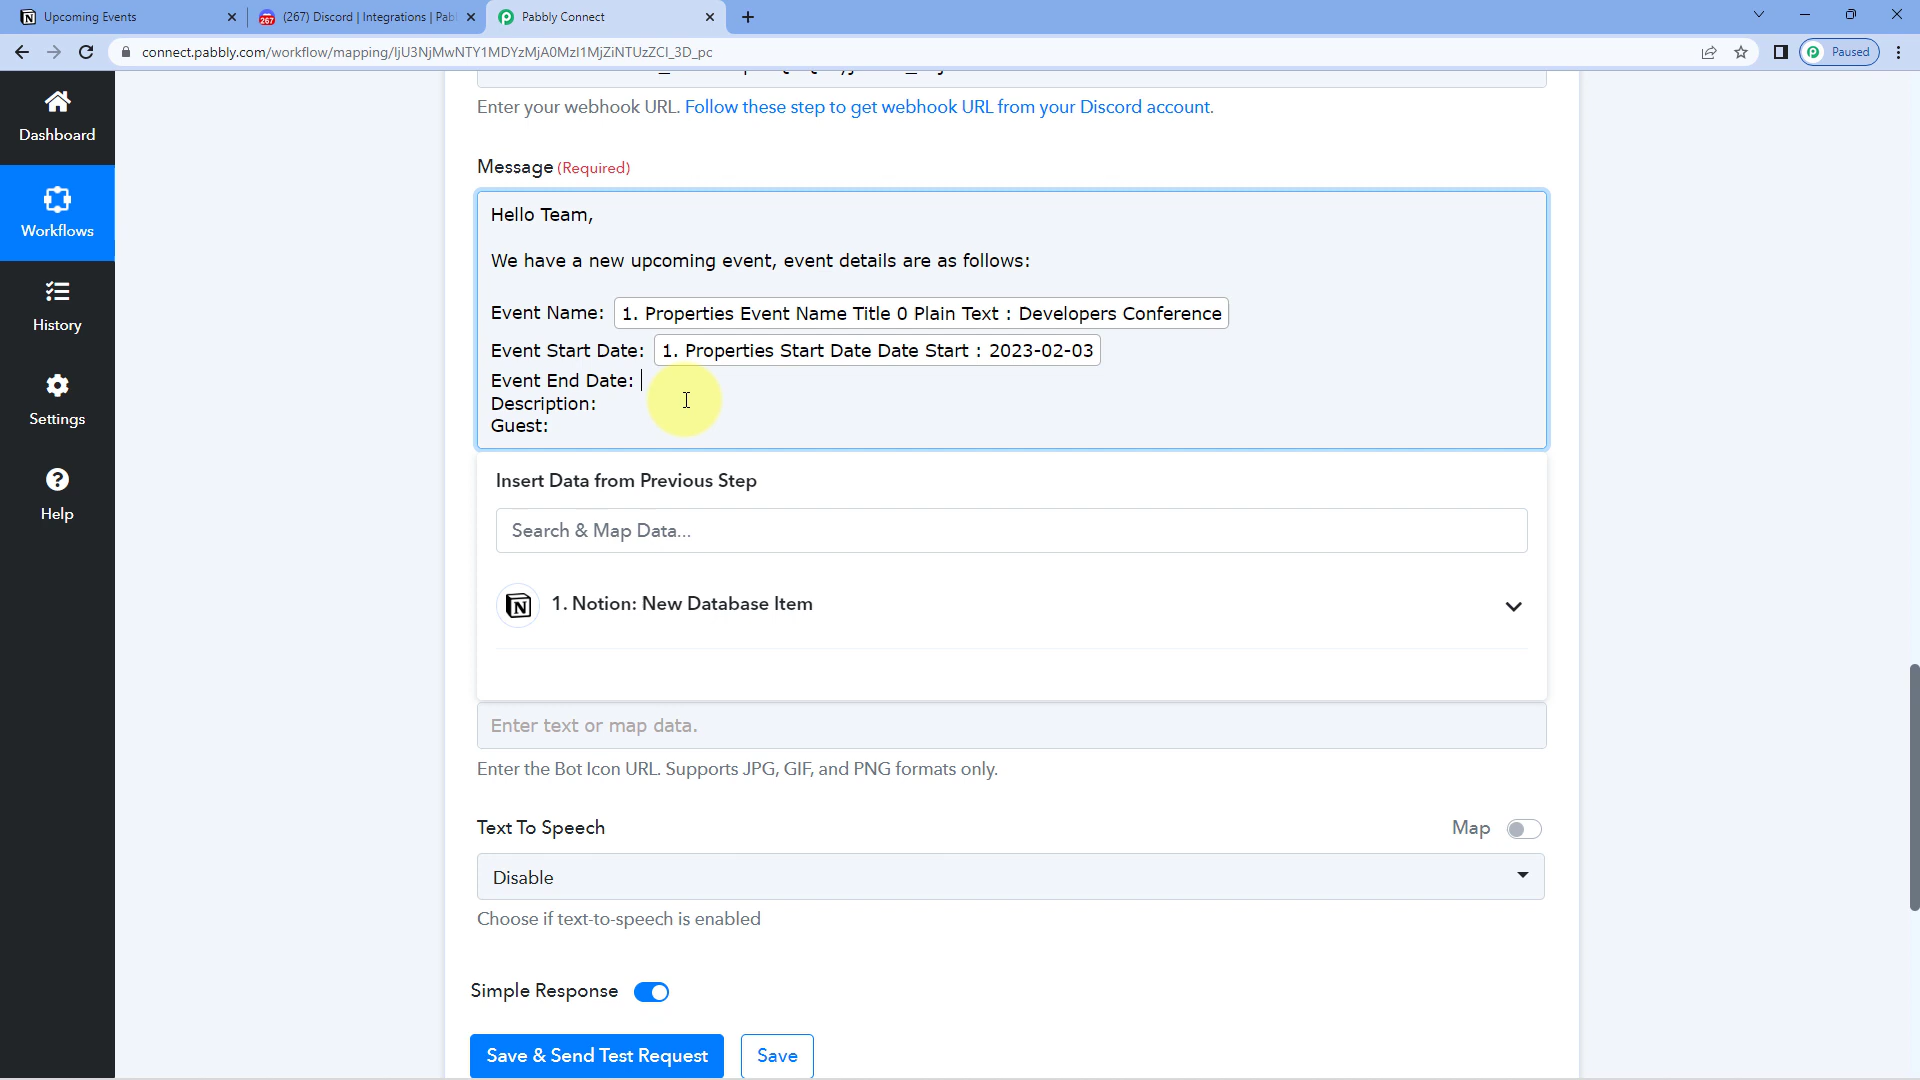 Upcoming Events
(267) Discord | Integrations | Pabl
Pabbly Connect
connect.pabbly.com/workflow/mapping/IjU3NjMwNTY1MDYzMjA0MzI1MjZiNTUzZCI_3D_pc
Paused
Dashboard
Workflows
History
Settings
Help
Enter your webhook URL. Follow these step to get webhook URL from your Discord account.
Message (Required)
Hello Team,
We have a new upcoming event, event details are as follows:
Event Name: 1. Properties Event Name Title 0 Plain Text : Developers Conference
Event Start Date: 1. Properties Start Date Date Start : 2023-02-03
Event End Date:
Description:
Guest:
Insert Data from Previous Step
Search & Map Data...
1. Notion: New Database Item
Enter text or map data.
Enter the Bot Icon URL. Supports JPG, GIF, and PNG formats only.
Text To Speech
Map
Disable
Choose if text-to-speech is enabled
Simple Response
Save & Send Test Request
Save